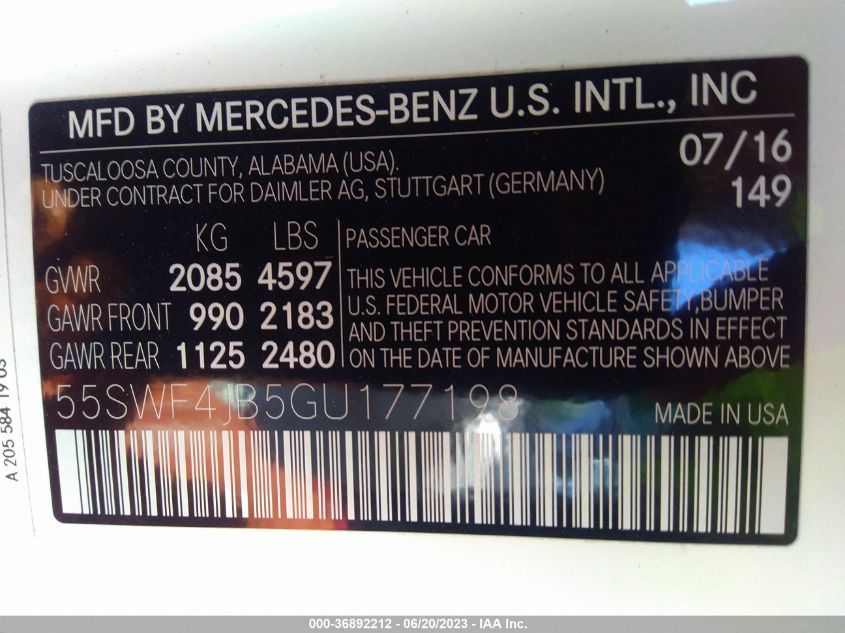 MFD BY MERCEDES-BENZ U.S. INTL., INC
TUSCALOOSA COUNTY, ALABAMA (USA).
UNDER CONTRACT FOR DAIMLER AG, STUTTGART (GERMANY)
07/16
149
KG LBS
GVWR 2085 4597
GAWR FRONT 990 2183
GAWR REAR 1125 2480
PASSENGER CAR
THIS VEHICLE CONFORMS TO ALL APPLICABLE
U.S. FEDERAL MOTOR VEHICLE SAFETY, BUMPER
AND THEFT PREVENTION STANDARDS IN EFFECT
ON THE DATE OF MANUFACTURE SHOWN ABOVE
55SWF4JB5GU177198
MADE IN USA
A 205 584 19 03
000-36892212 - 06/20/2023 - IAA Inc.